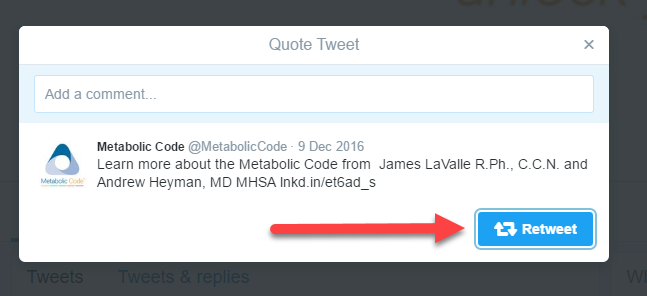 Quote Tweet
Add a comment...
Metabolic Code @MetabolicCode · 9 Dec 2016
Learn more about the Metabolic Code from  James LaValle R.Ph., C.C.N. and
Andrew Heyman, MD MHSA lnkd.in/et6ad_s
Metabolic Code
Retweet
Tweets
Tweets & replies